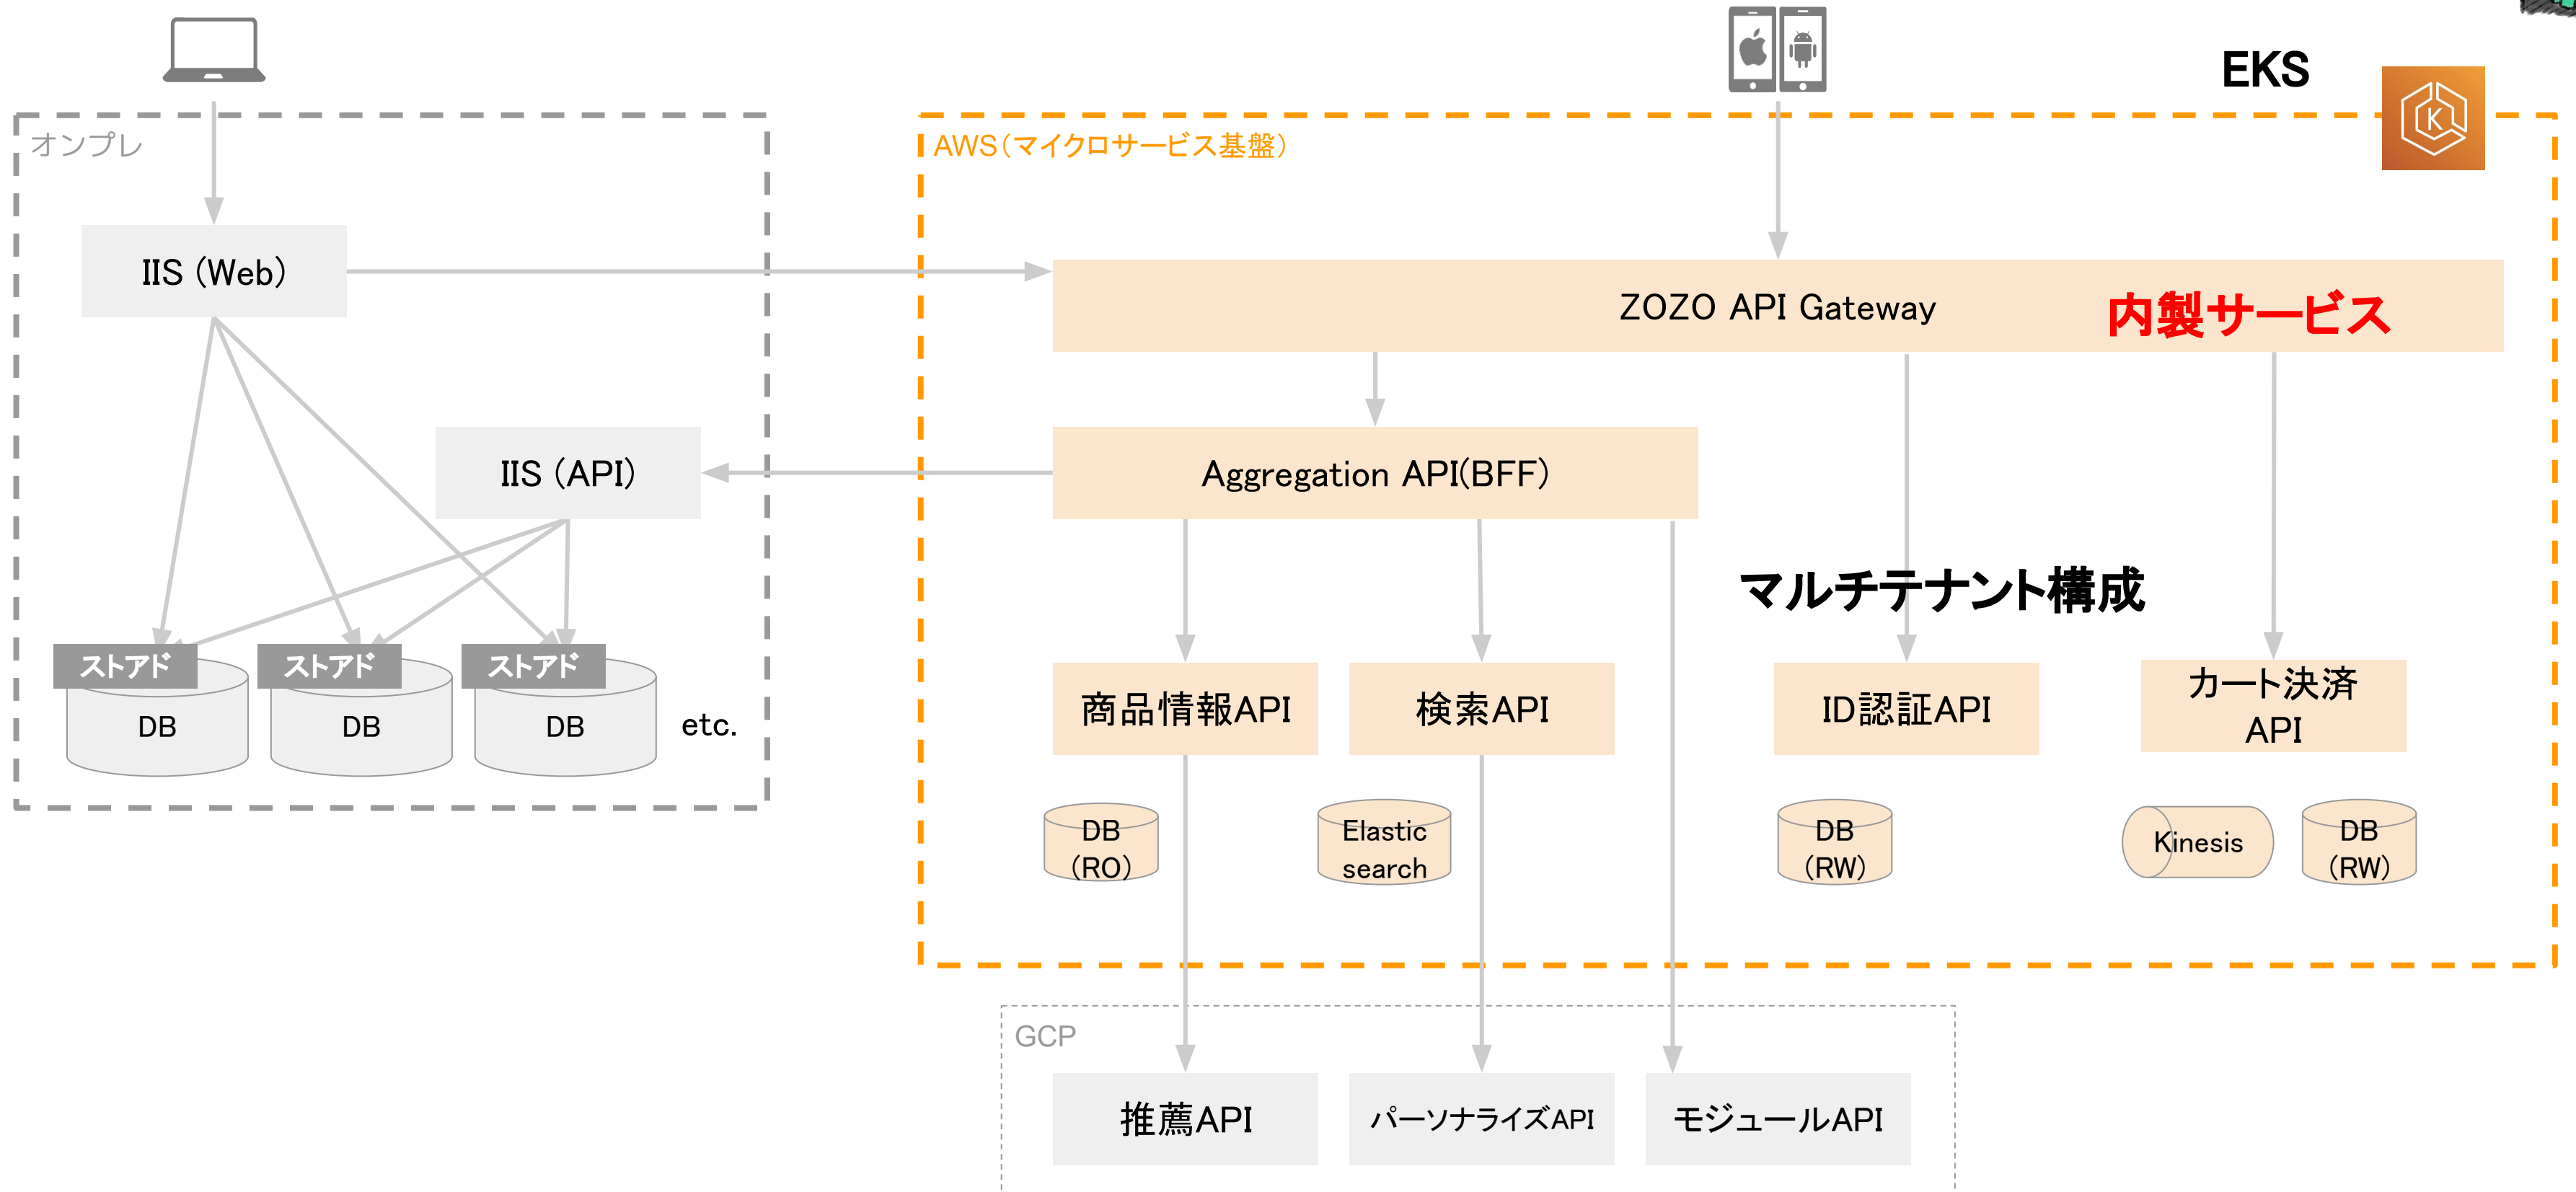 EKS
オンプレ
AWS(マイクロサービス基盤)
K
IIS (Web)
ZOZO API Gateway
内製サービス
IIS (API)
Aggregation API(BFF)
マルチテナント構成
ストアド
ストアド
ストアド
DB
DB
DB
etc.
商品情報API
検索API
ID認証API
カート決済
API
DB
(RO)
Elastic
search
DB
(RW)
Kinesis
DB
(RW)
GCP
推薦API
パーソナライズAPI
モジュールAPI